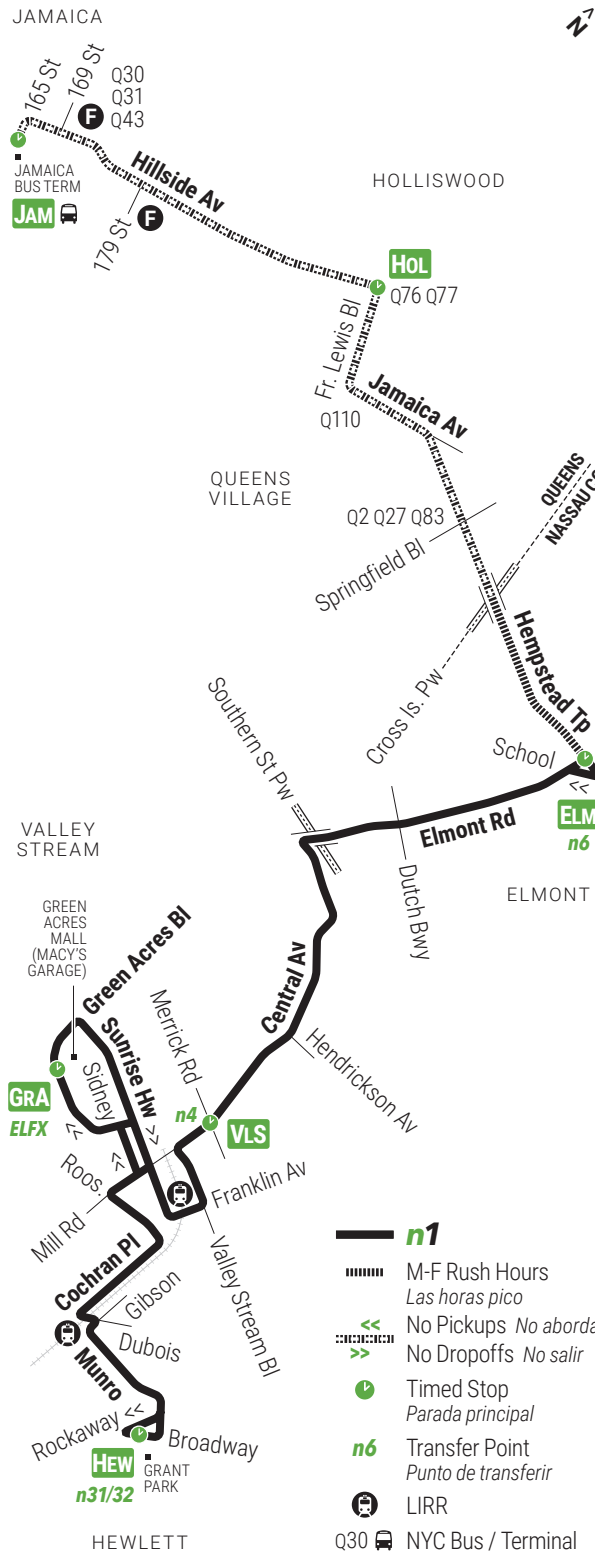 JAMAICA
N
165 St
169 St
F
Q30
Q31
Q43
JAMAICA
BUS TERM
JAM
Hillside Av
179 St
F
HOLLISWOOD
HOL
Q76 Q77
Fr. Lewis Bl
Jamaica Av
Q110
QUEENS
VILLAGE
QUEENS
NASSAU
Q2 Q27 Q83
Springfield Bl
Hempstead Tp
Cross Is. Pw
Southern St Pw
School
<<
ELM
n6
Elmont Rd
ELMONT
Dutch Bwy
VALLEY
STREAM
GREEN
ACRES
MALL
(MACY'S
GARAGE)
Green Acres Bl
Sunrise Hw
Sidney
Central Av
Merrick Rd
Hendrickson Av
GRA
ELFX
<<
<<
>>
n4
VLS
Roos.
Mill Rd
Franklin Av
Valley Stream Bl
Cochran Pl
Gibson
Dubois
Munro
Rockaway <<
Broadway
HEW
n31/32
GRANT
PARK
HEWLETT
n1
M-F Rush Hours
Las horas pico
<< No Pickups No aborda
>> No Dropoffs No salir
Timed Stop
Parada principal
n6 Transfer Point
Punto de transferir
LIRR
Q30 NYC Bus / Terminal